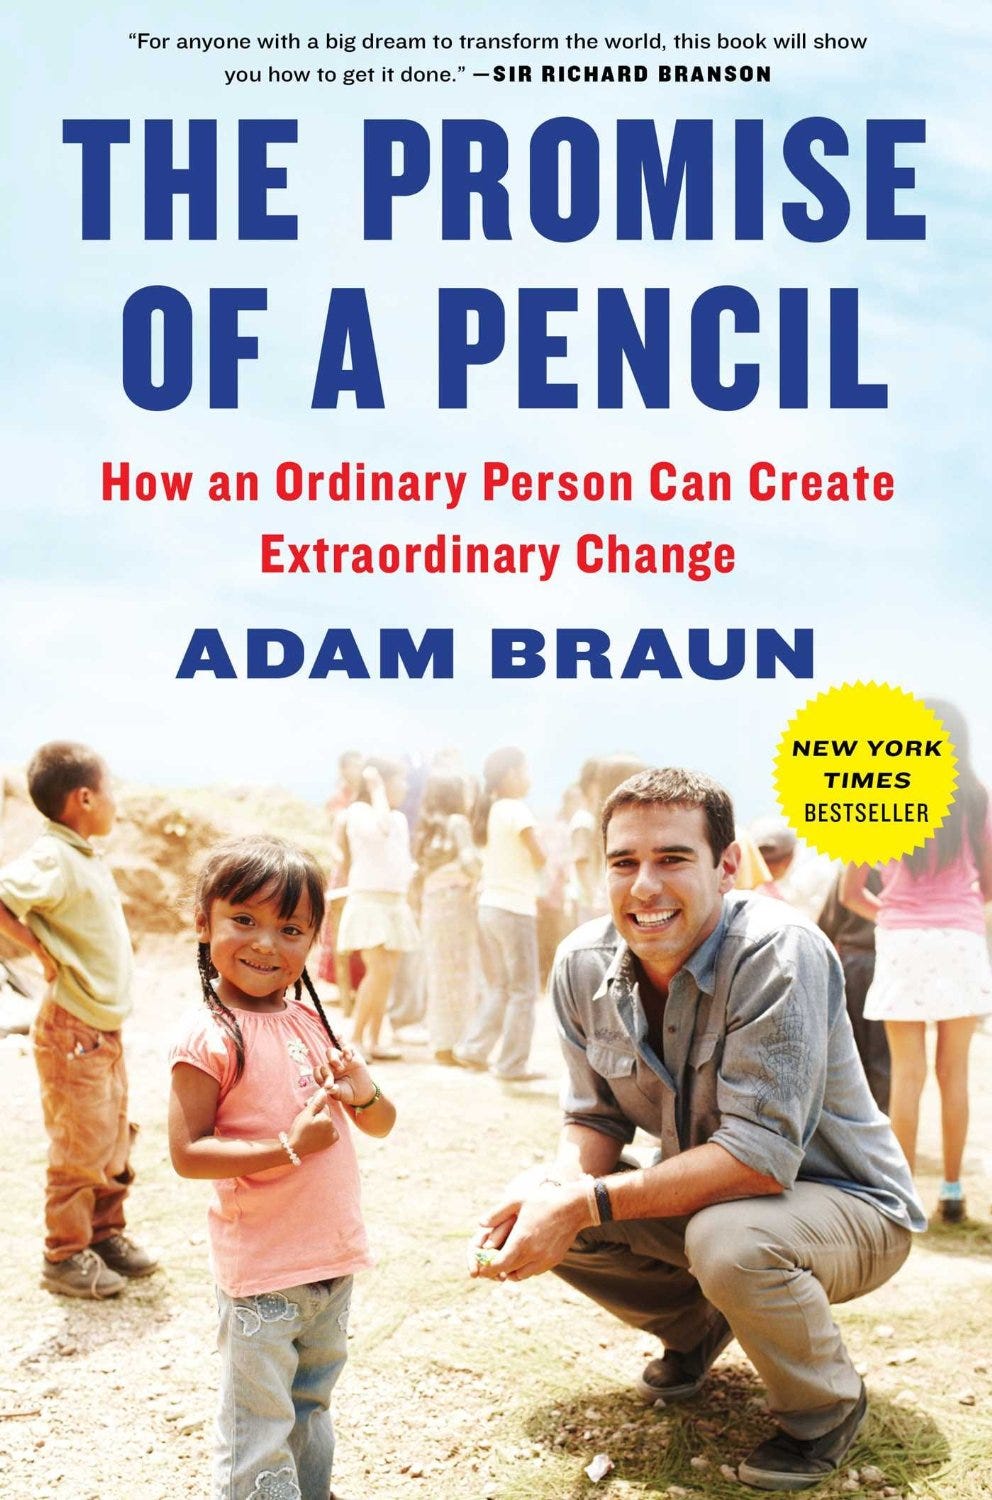 “For anyone with a big dream to transform the world, this book will show
you how to get it done.” —SIR RICHARD BRANSON
THE PROMISE
OF A PENCIL
How an Ordinary Person Can Create
Extraordinary Change
ADAM BRAUN
NEW YORK
TIMES
BESTSELLER